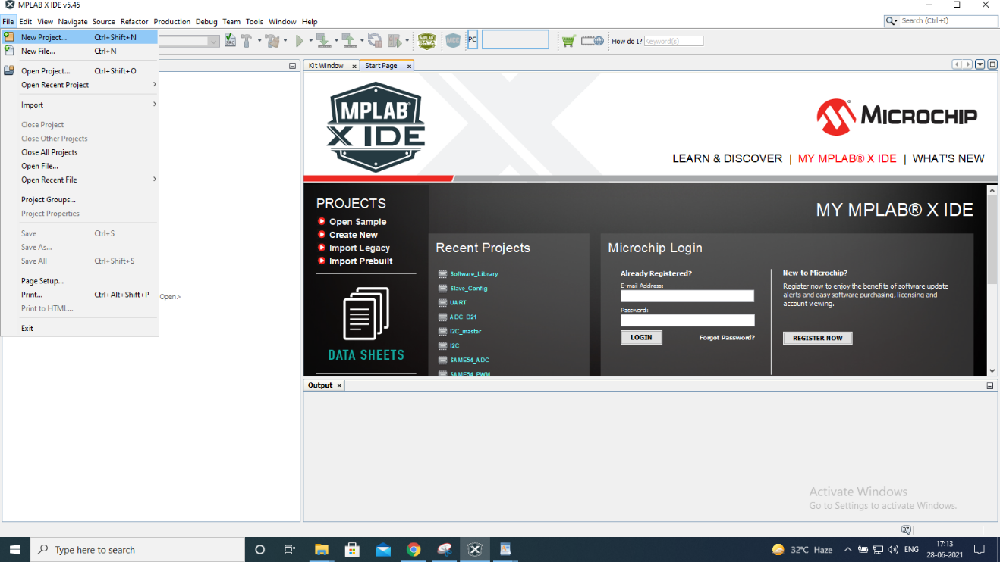 MPLAB X IDE v5.45
File Edit View Navigate Source Refactor Production Debug Team Tools Window Help
Search (Ctrl+I)
New Project... Ctrl+Shift+N
New File... Ctrl+N
Open Project... Ctrl+Shift+O
Open Recent Project
Import
Close Project
Close Other Projects
Close All Projects
Open File...
Open Recent File
Project Groups...
Project Properties
Save Ctrl+S
Save As...
Save All Ctrl+Shift+S
Page Setup...
Print... Ctrl+Alt+Shift+P
Print to HTML...
Exit
SRC
MPLAB DATA
MCC
PC
How do I? Keyword(s)
Open>
Kit Window Start Page
MPLAB®
X IDE
MICROCHIP
LEARN & DISCOVER | MY MPLAB® X IDE | WHAT'S NEW
MY MPLAB® X IDE
PROJECTS
Open Sample
Create New
Import Legacy
Import Prebuilt
DATA SHEETS
Recent Projects
Software_Library
Slave_Config
UART
ADC_D21
I2C_master
I2C
SAME54_ADC
SAME54_PWM
Microchip Login
Already Registered?
E-mail Address:
Password:
LOGIN Forgot Password?
New to Microchip?
Register now to enjoy the benefits of software update
alerts and easy software purchasing, licensing and
account viewing.
REGISTER NOW
Output
Activate Windows
Go to Settings to activate Windows.
37
Type here to search
32°C Haze
ENG
17:13
28-06-2021